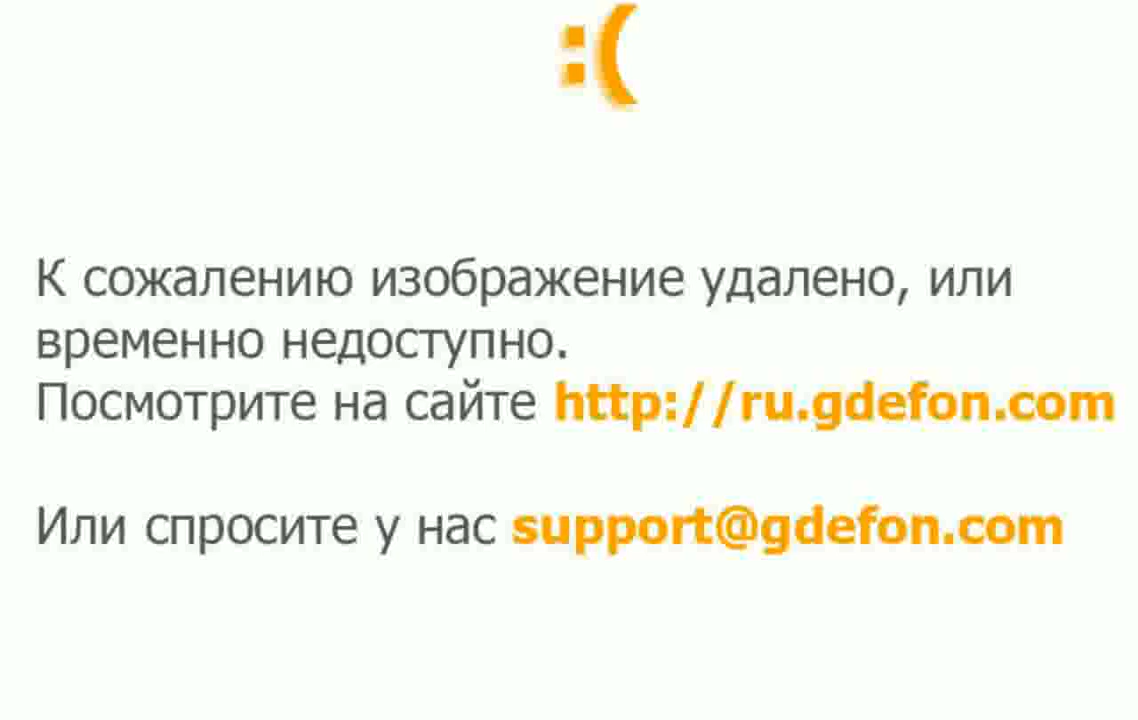 :(
К сожалению изображение удалено, или
временно недоступно.
Посмотрите на сайте http://ru.gdefon.com
Или спросите у нас support@gdefon.com